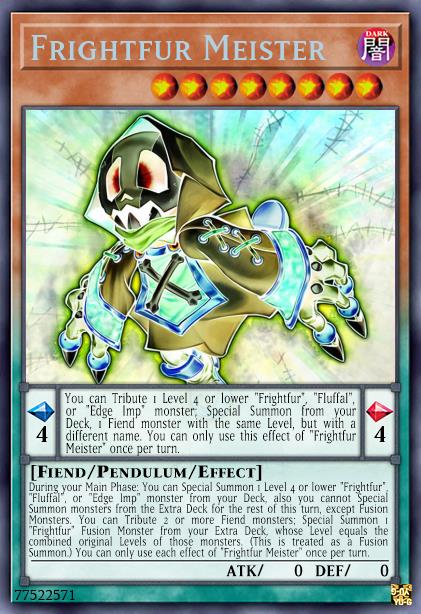 Frightfur Meister
DARK
闇
You can Tribute 1 Level 4 or lower "Frightfur", "Fluffal",
or "Edge Imp" monster; Special Summon from your
Deck, 1 Fiend monster with the same Level, but with
a different name. You can only use this effect of "Frightfur
Meister" once per turn.
4
4
[Fiend/Pendulum/Effect]
During your Main Phase: You can Special Summon 1 Level 4 or lower "Frightfur",
"Fluffal", or "Edge Imp" monster from your Deck, also you cannot Special
Summon monsters from the Extra Deck for the rest of this turn, except Fusion
Monsters. You can Tribute 2 or more Fiend monsters; Special Summon 1
"Frightfur" Fusion Monster from your Extra Deck, whose Level equals the
combined original Levels of those monsters. (This is treated as a Fusion
Summon.) You can only use each effect of "Frightfur Meister" once per turn.
ATK/ 0 DEF/ 0
77522571